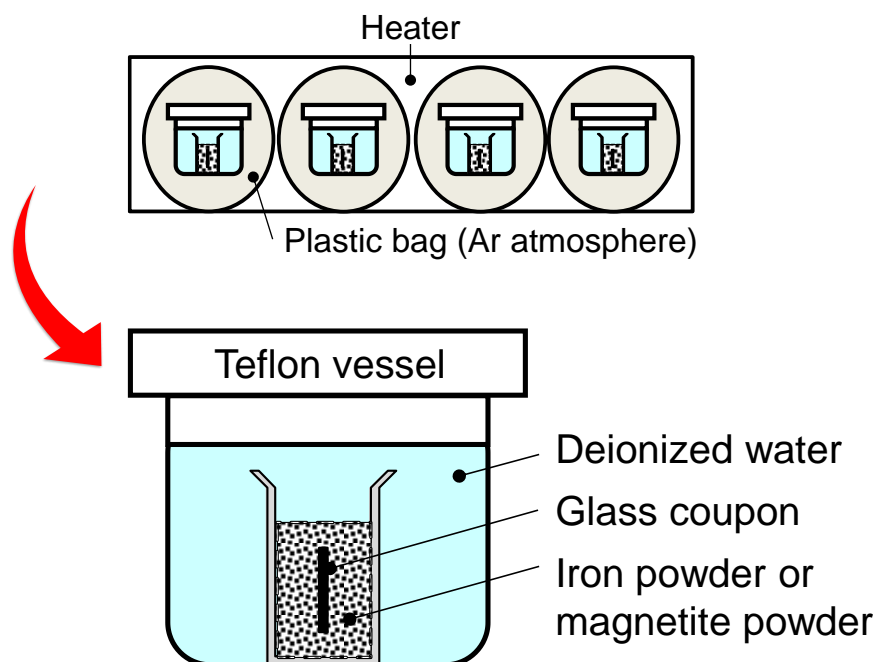 Heater
Plastic bag (Ar atmosphere)
Teflon vessel
Deionized water
Glass coupon
Iron powder or
magnetite powder